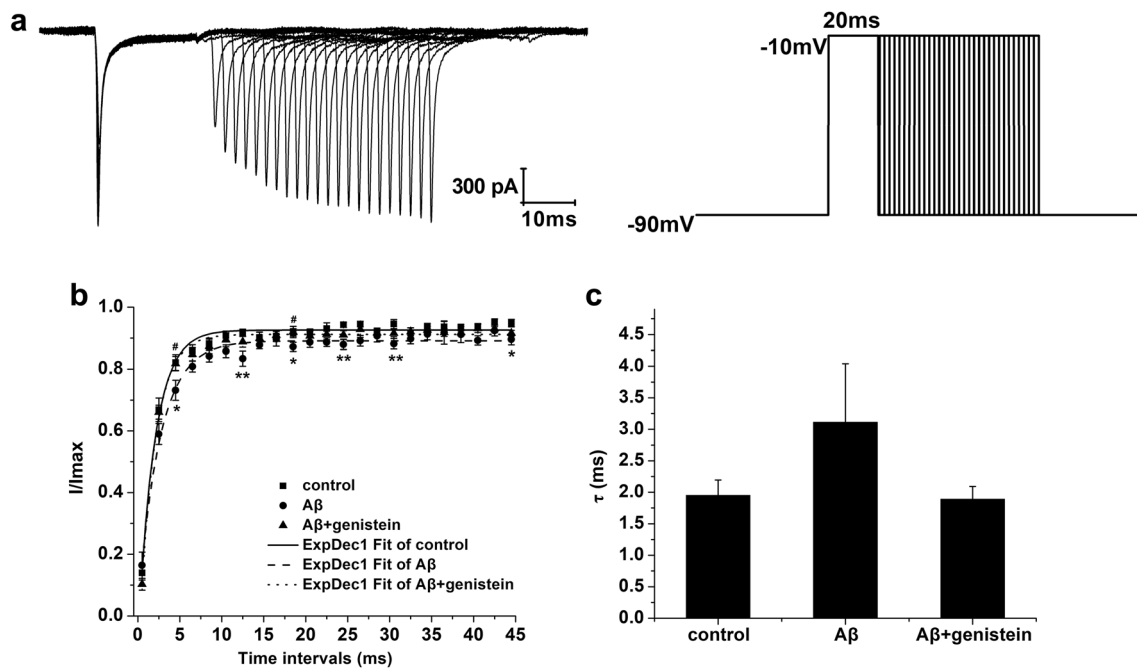 a
300 pA
10ms
20ms
-10mV
-90mV
b
1.0
0.8
0.6
0.4
0.2
0.0
I/Imax
#
#
*
**
*
**
**
*
control
Aβ
Aβ+genistein
ExpDec1 Fit of control
ExpDec1 Fit of Aβ
ExpDec1 Fit of Aβ+genistein
0 5 10 15 20 25 30 35 40 45
Time intervals (ms)
c
4.5
4.0
3.5
3.0
2.5
2.0
1.5
1.0
0.5
0.0
τ (ms)
control Aβ Aβ+genistein